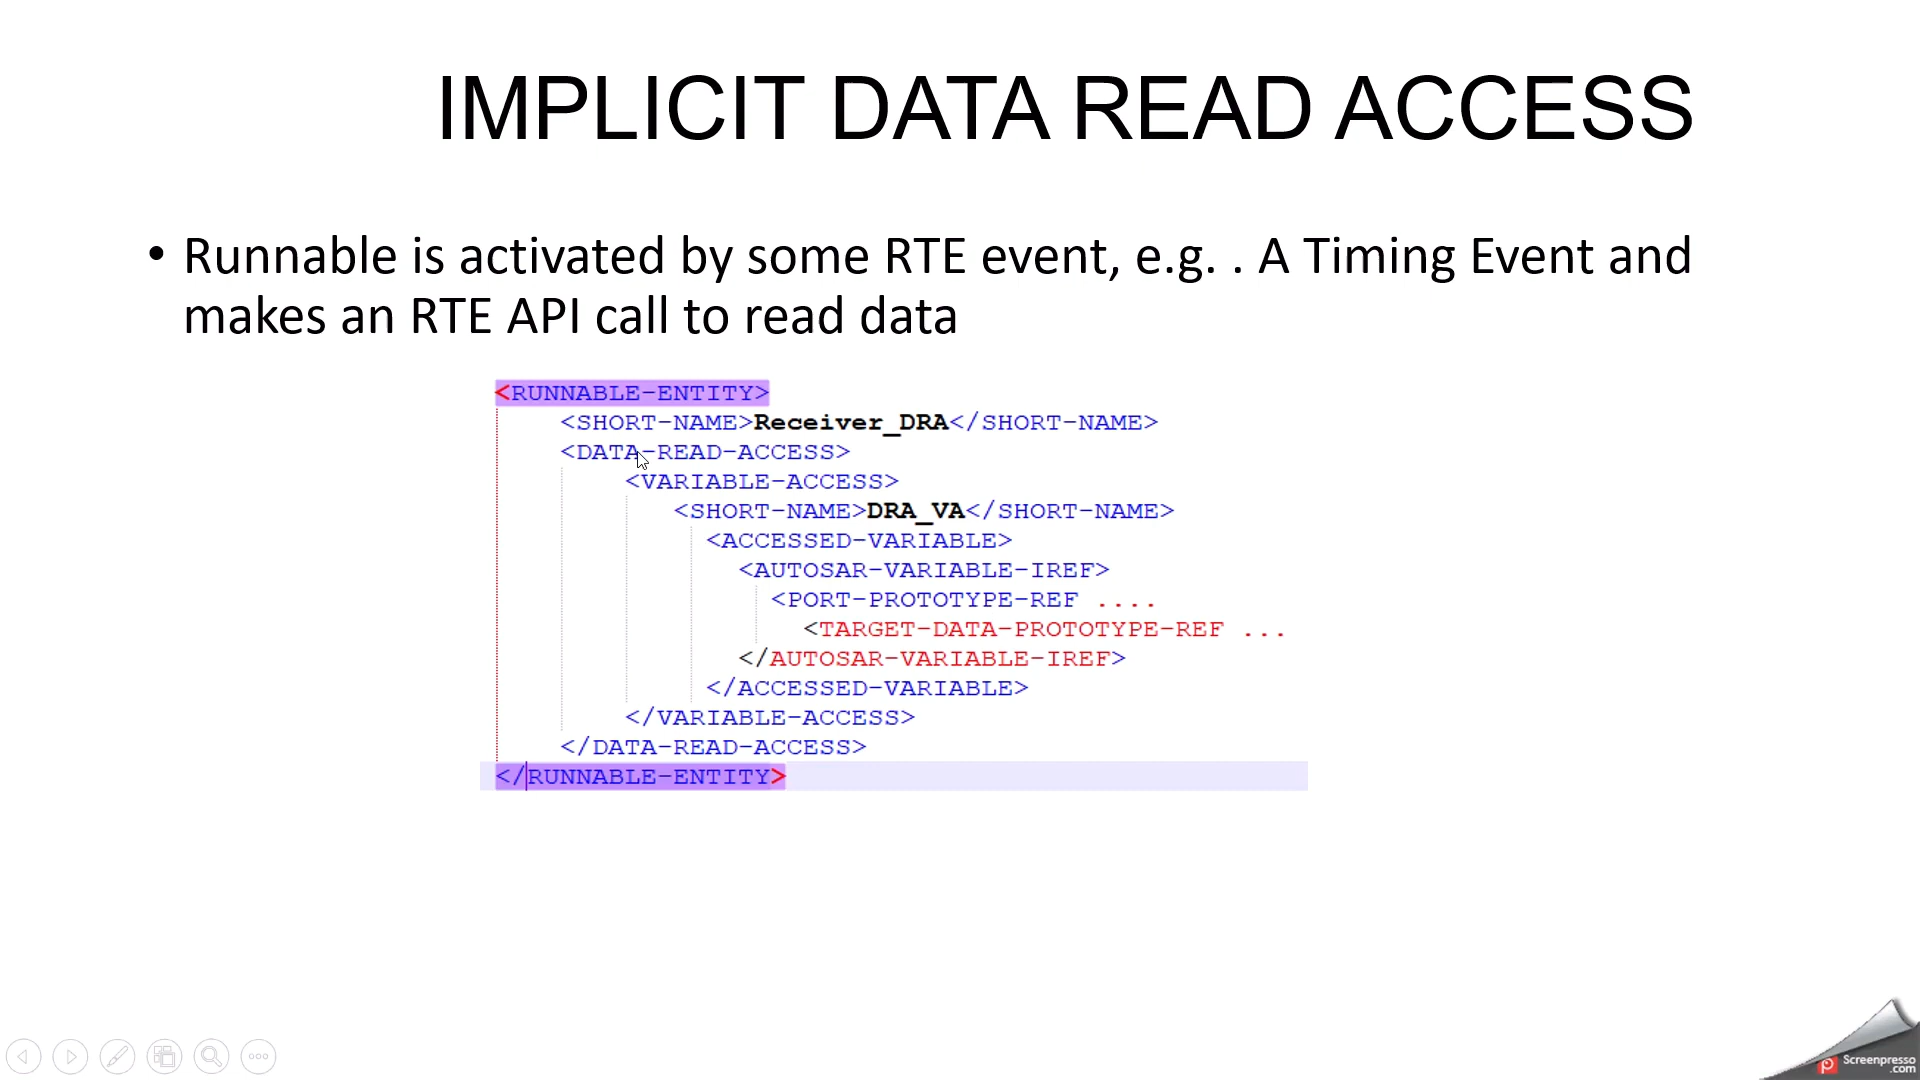 IMPLICIT DATA READ ACCESS
• Runnable is activated by some RTE event, e.g. . A Timing Event and
makes an RTE API call to read data
<RUNNABLE-ENTITY>
<SHORT-NAME>Receiver_DRA</SHORT-NAME>
<DATA-READ-ACCESS>
<VARIABLE-ACCESS>
<SHORT-NAME>DRA_VA</SHORT-NAME>
<ACCESSED-VARIABLE>
<AUTOSAR-VARIABLE-IREF>
<PORT-PROTOTYPE-REF ....
<TARGET-DATA-PROTOTYPE-REF ...
</AUTOSAR-VARIABLE-IREF>
</ACCESSED-VARIABLE>
</VARIABLE-ACCESS>
</DATA-READ-ACCESS>
</RUNNABLE-ENTITY>
Screenpresso
.com